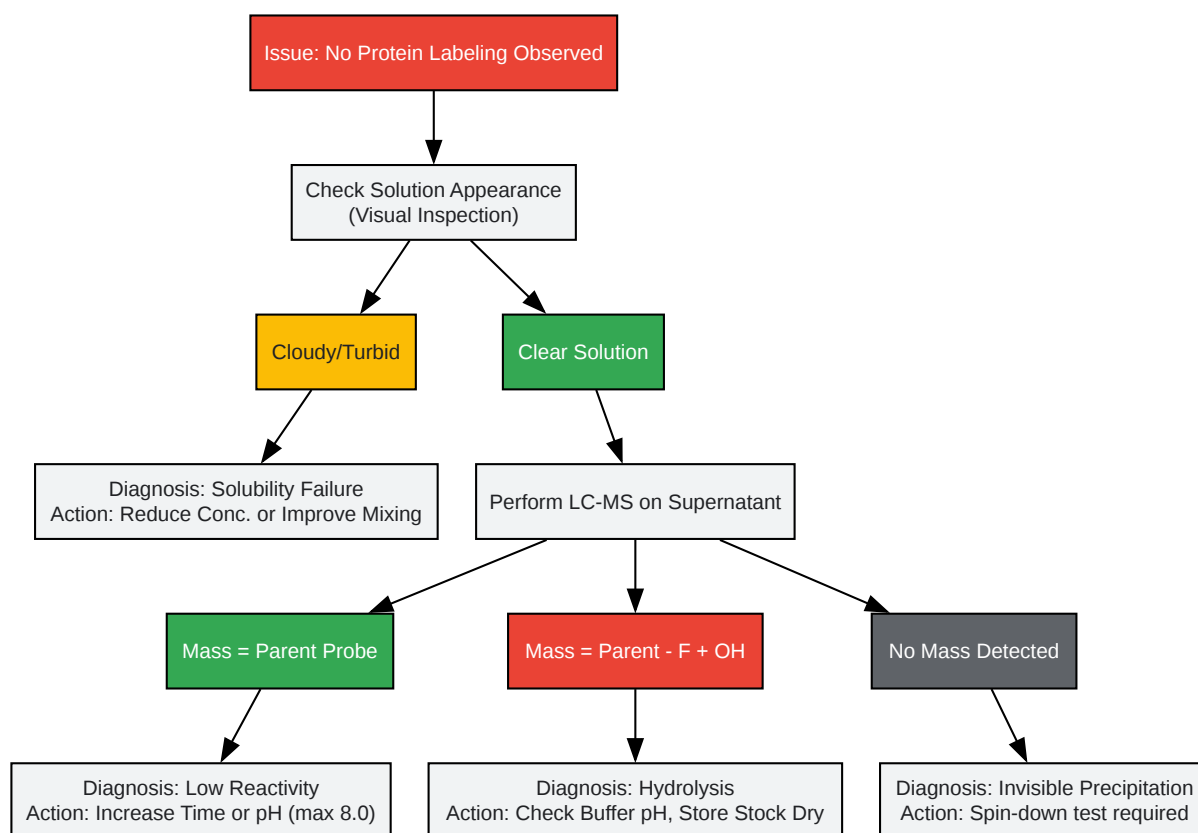 Issue: No Protein Labeling Observed
Check Solution Appearance
(Visual Inspection)
Cloudy/Turbid
Clear Solution
Diagnosis: Solubility Failure
Action: Reduce Conc. or Improve Mixing
Perform LC-MS on Supernatant
Mass = Parent Probe
Mass = Parent - F + OH
No Mass Detected
Diagnosis: Low Reactivity
Action: Increase Time or pH (max 8.0)
Diagnosis: Hydrolysis
Action: Check Buffer pH, Store Stock Dry
Diagnosis: Invisible Precipitation
Action: Spin-down test required